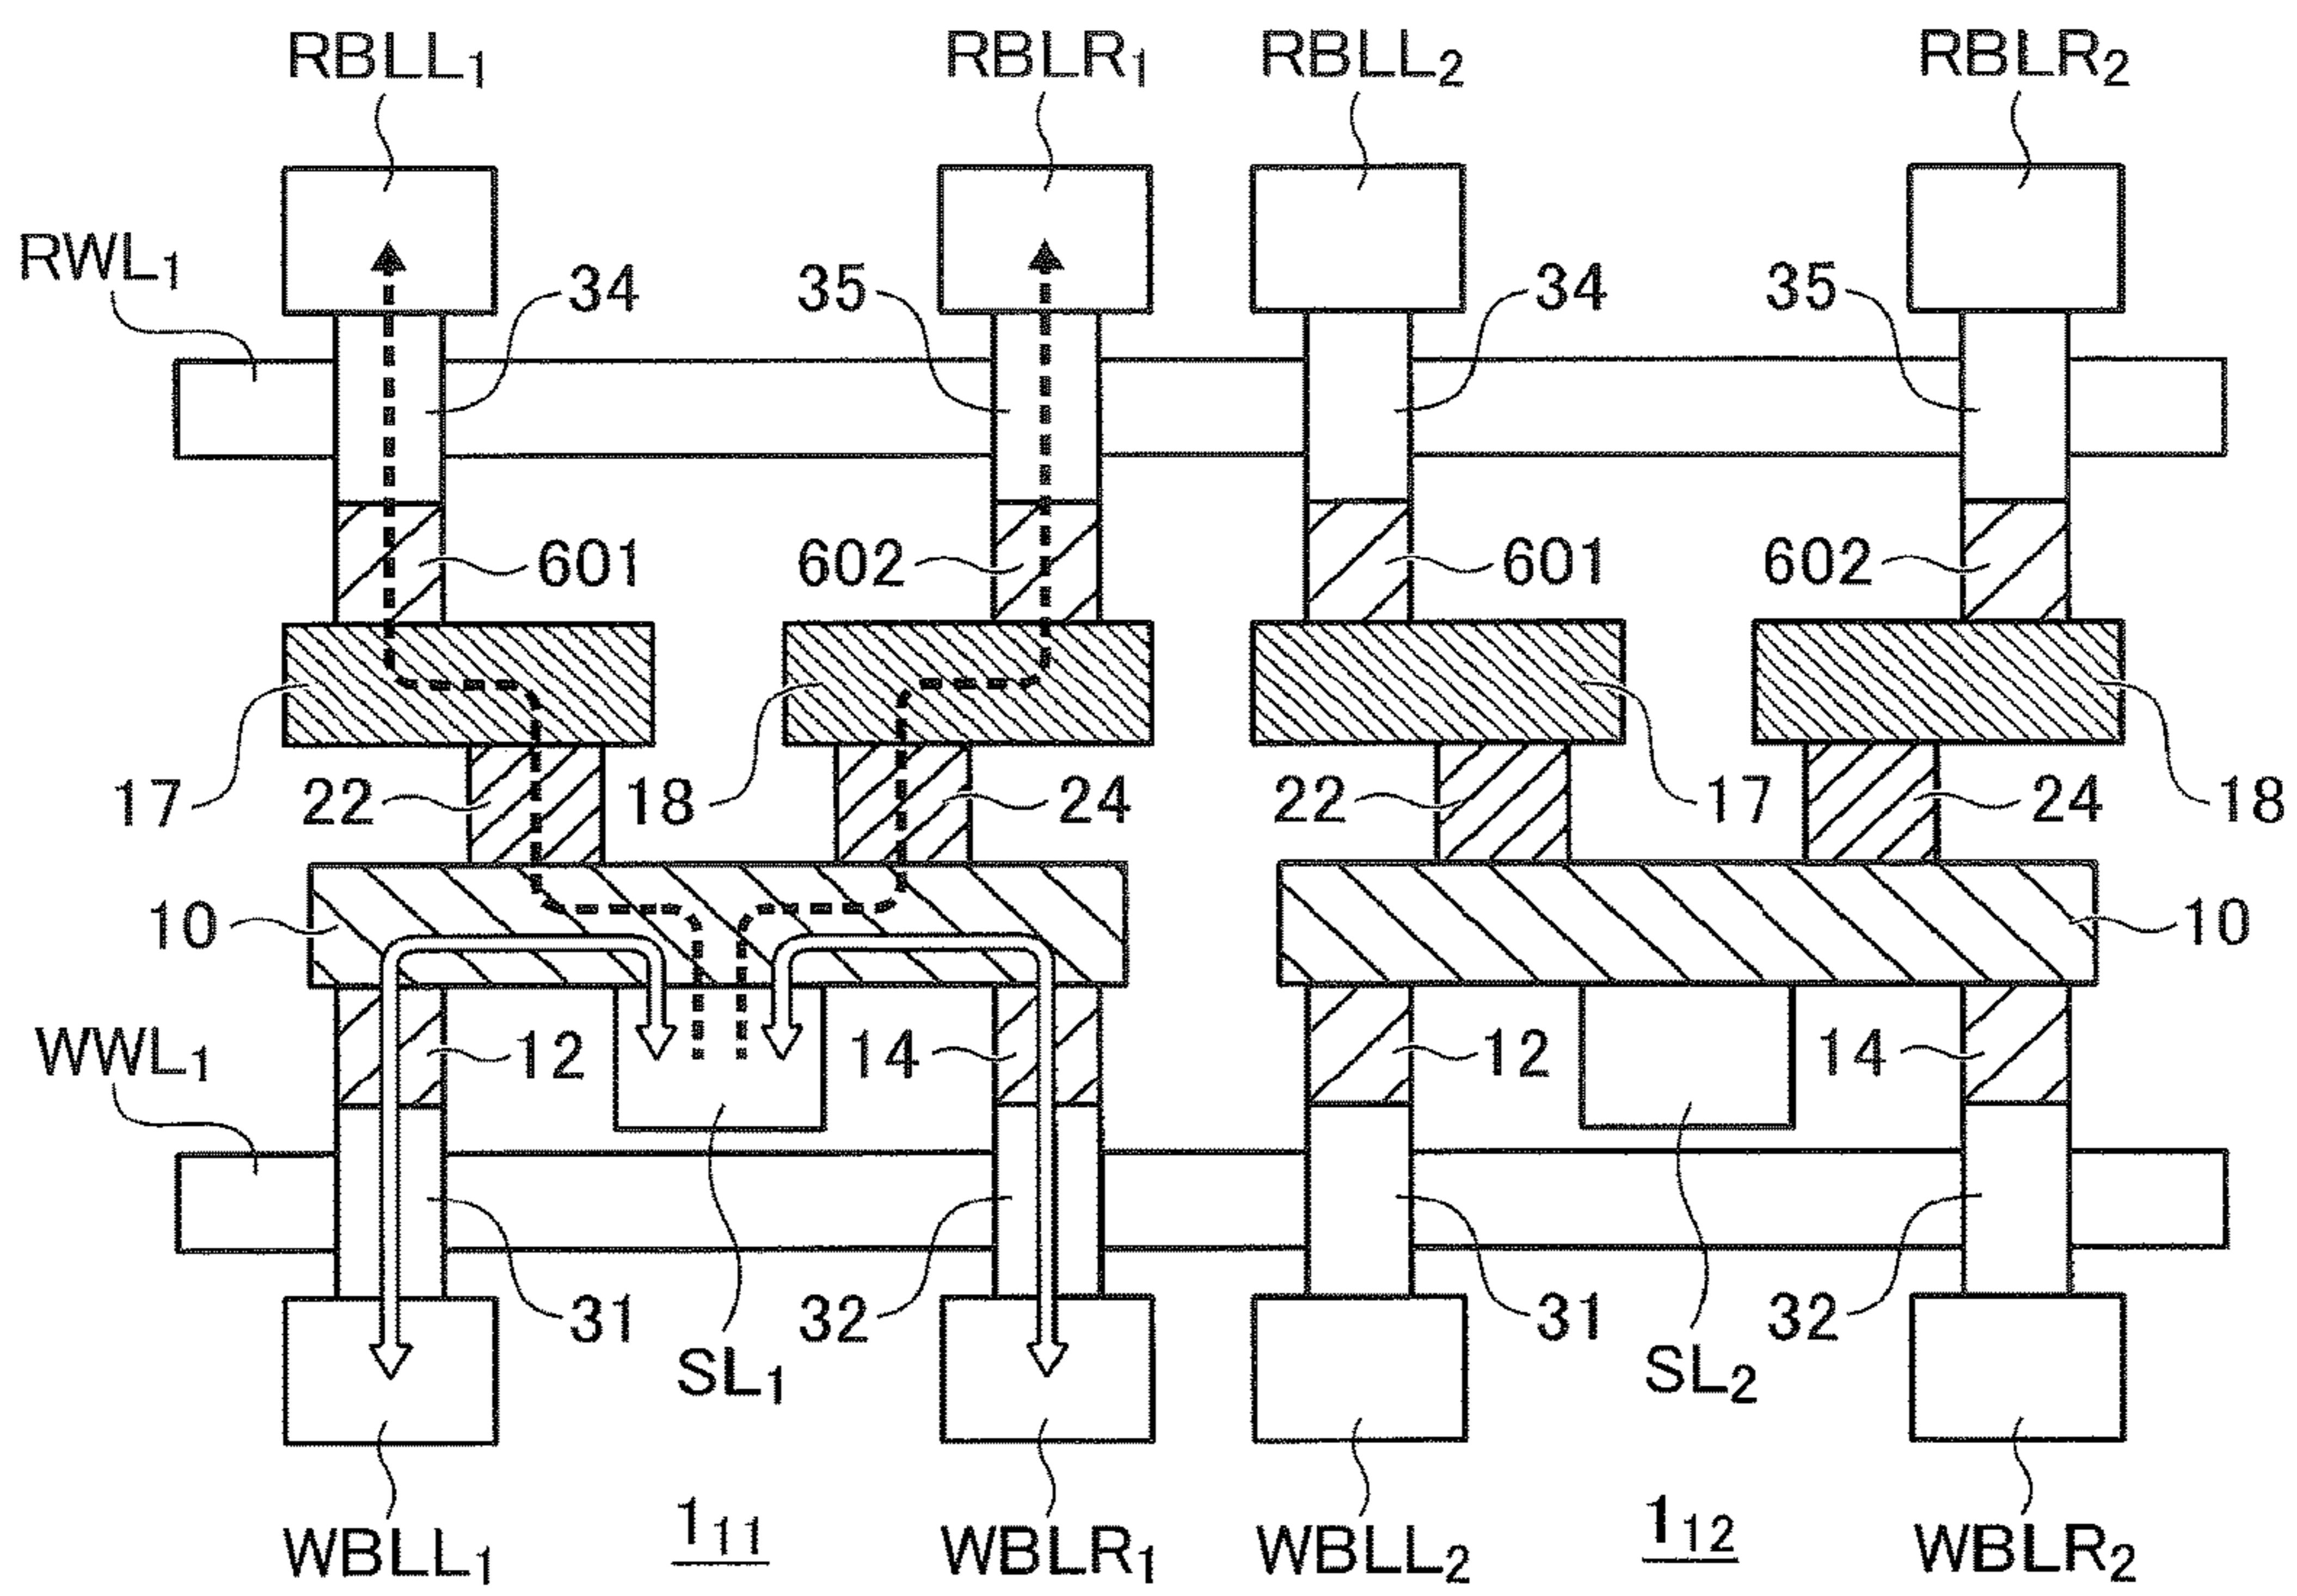 RBLL₁ RBLR₁ RBLL₂ RBLR₂
RWL₁ 34 35 34 35
601 602 601 602
17 22 18 24 22 17 24 18
10 10
WWL₁ 12 14 12 14
31 SL₁ 32 31 SL₂ 32
WBLL₁ 1₁₁ WBLR₁ WBLL₂ 1₁₂ WBLR₂